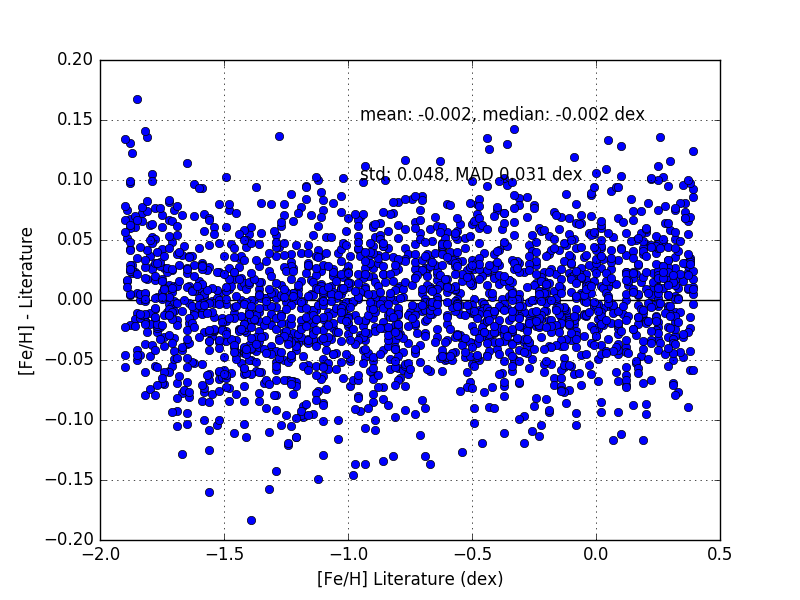 0.20
0.15
0.10
0.05
0.00
−0.05
−0.10
−0.15
−0.20
[Fe/H] - Literature
mean: -0.002, median: -0.002 dex
std: 0.048, MAD 0.031 dex
−2.0 −1.5 −1.0 −0.5 0.0 0.5
[Fe/H] Literature (dex)